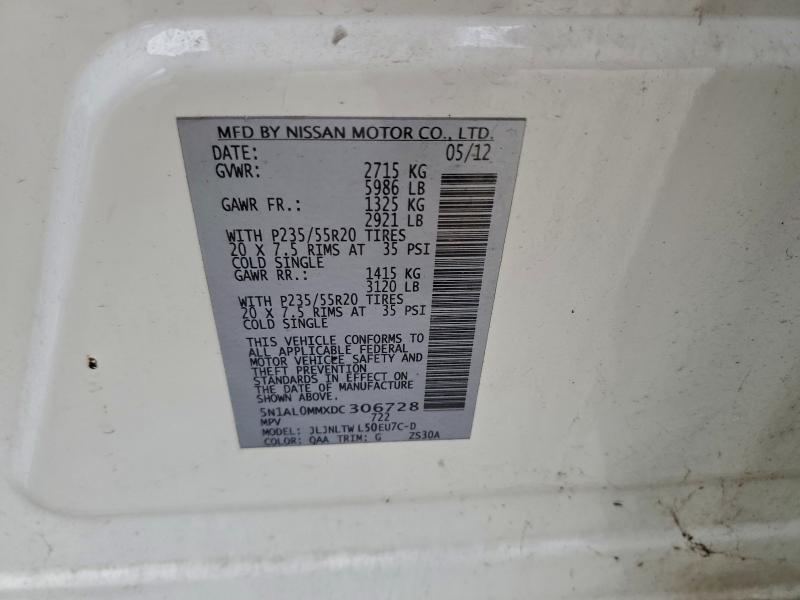 MFD BY NISSAN MOTOR CO., LTD.
DATE: 05/12
GVWR: 2715 KG
5986 LB
GAWR FR.: 1325 KG
2921 LB
WITH P235/55R20 TIRES
20 X 7.5 RIMS AT 35 PSI
COLD SINGLE
GAWR RR.: 1415 KG
3120 LB
WITH P235/55R20 TIRES
20 X 7.5 RIMS AT 35 PSI
COLD SINGLE
THIS VEHICLE CONFORMS TO
ALL APPLICABLE FEDERAL
MOTOR VEHICLE SAFETY AND
THEFT PREVENTION
STANDARDS IN EFFECT ON
THE DATE OF MANUFACTURE
5N1AL0MMXDC306728
MPV 722
MODEL: JLJNLTW L50EU7C-D
COLOR: QAA TRIM: G ZS30A